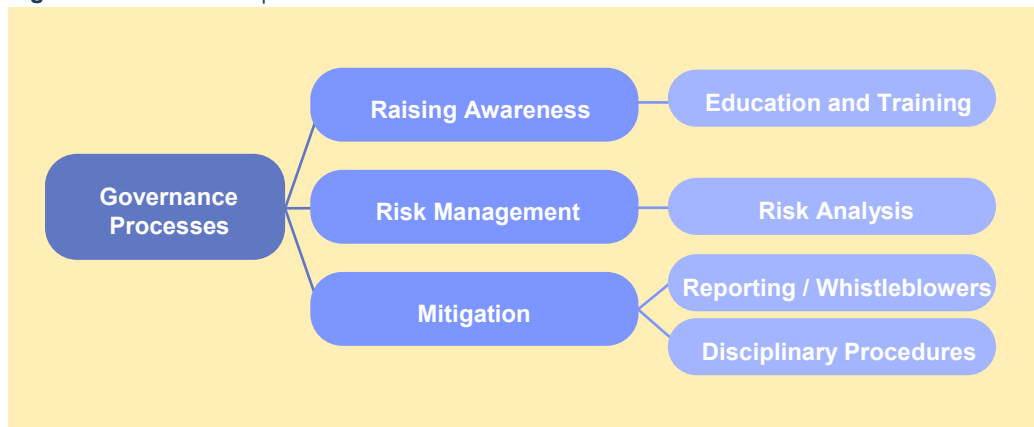 Raising Awareness
Education and Training
Governance
Processes
Risk Management
Risk Analysis
Mitigation
Reporting / Whistleblowers
Disciplinary Procedures